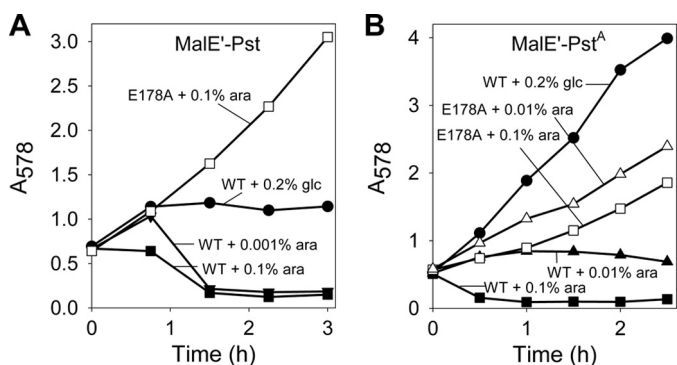 A
MalE'-Pst
3.0
2.5
2.0
1.5
1.0
0.5
0.0
A578
E178A + 0.1% ara
WT + 0.2% glc
WT + 0.001% ara
WT + 0.1% ara
0 1 2 3
Time (h)
B
MalE'-PstA
4
3
2
1
0
A578
WT + 0.2% glc
E178A + 0.01% ara
E178A + 0.1% ara
WT + 0.01% ara
WT + 0.1% ara
0 1 2
Time (h)